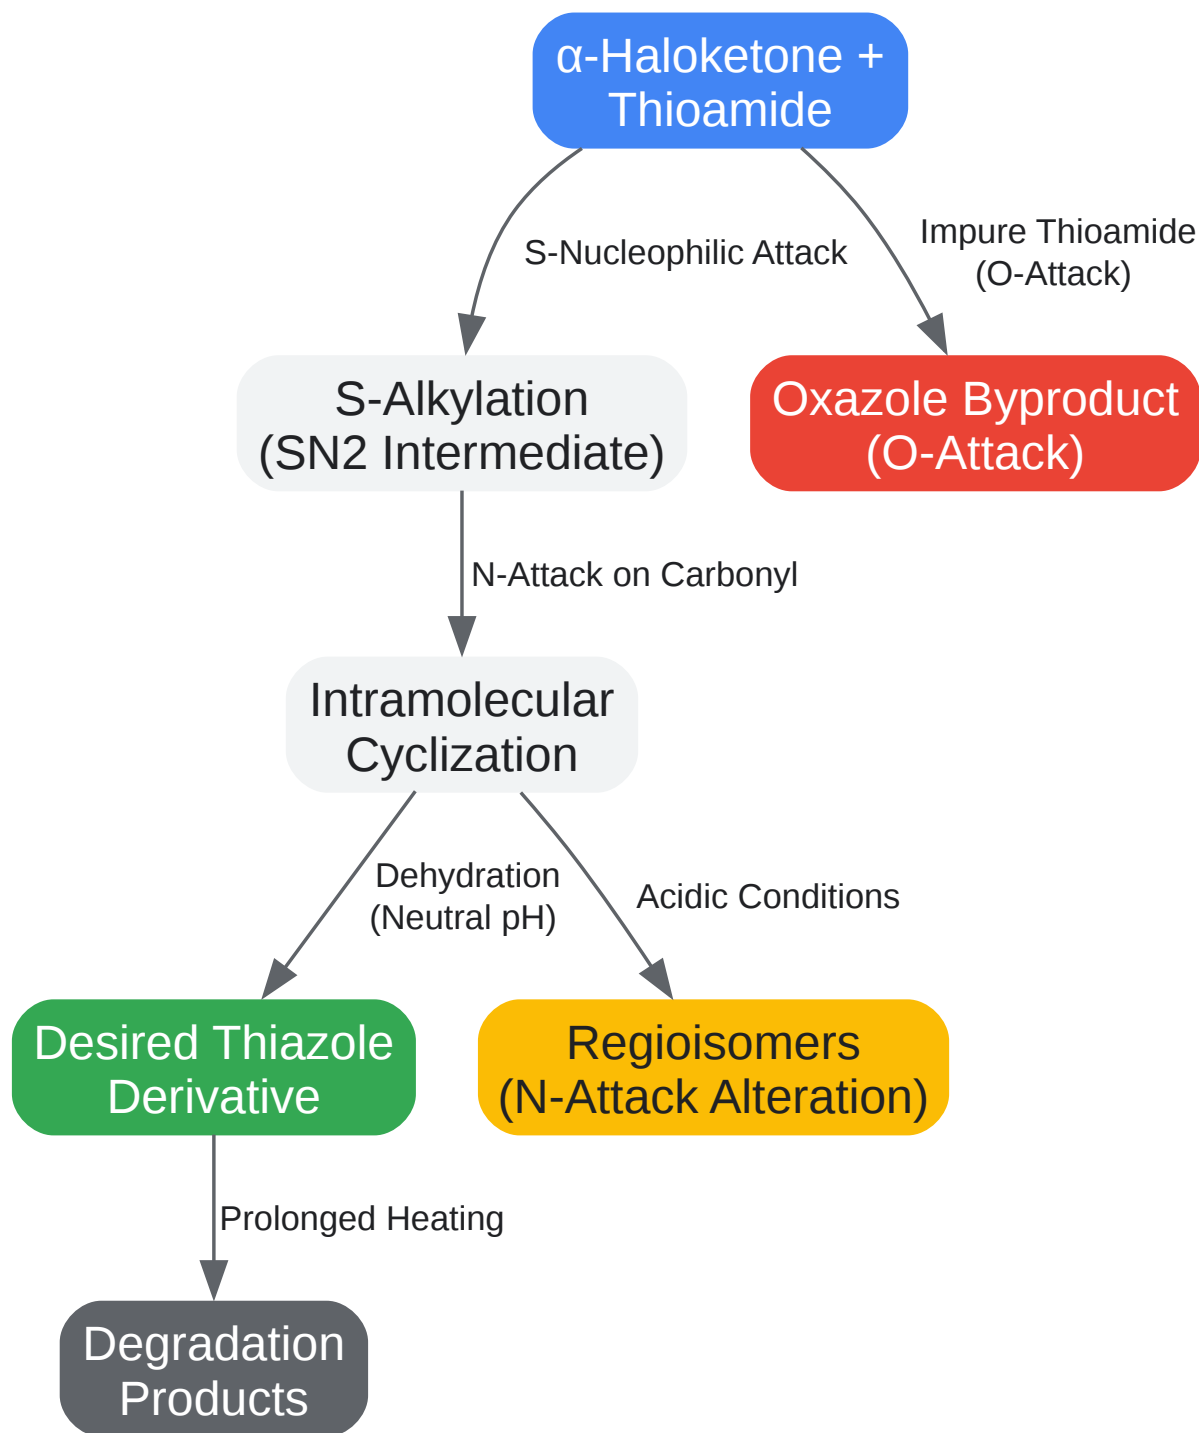 α-Haloketone +
Thioamide
S-Nucleophilic Attack
Impure Thioamide
(O-Attack)
S-Alkylation
(SN2 Intermediate)
Oxazole Byproduct
(O-Attack)
N-Attack on Carbonyl
Intramolecular
Cyclization
Dehydration
(Neutral pH)
Acidic Conditions
Desired Thiazole
Derivative
Regioisomers
(N-Attack Alteration)
Prolonged Heating
Degradation
Products